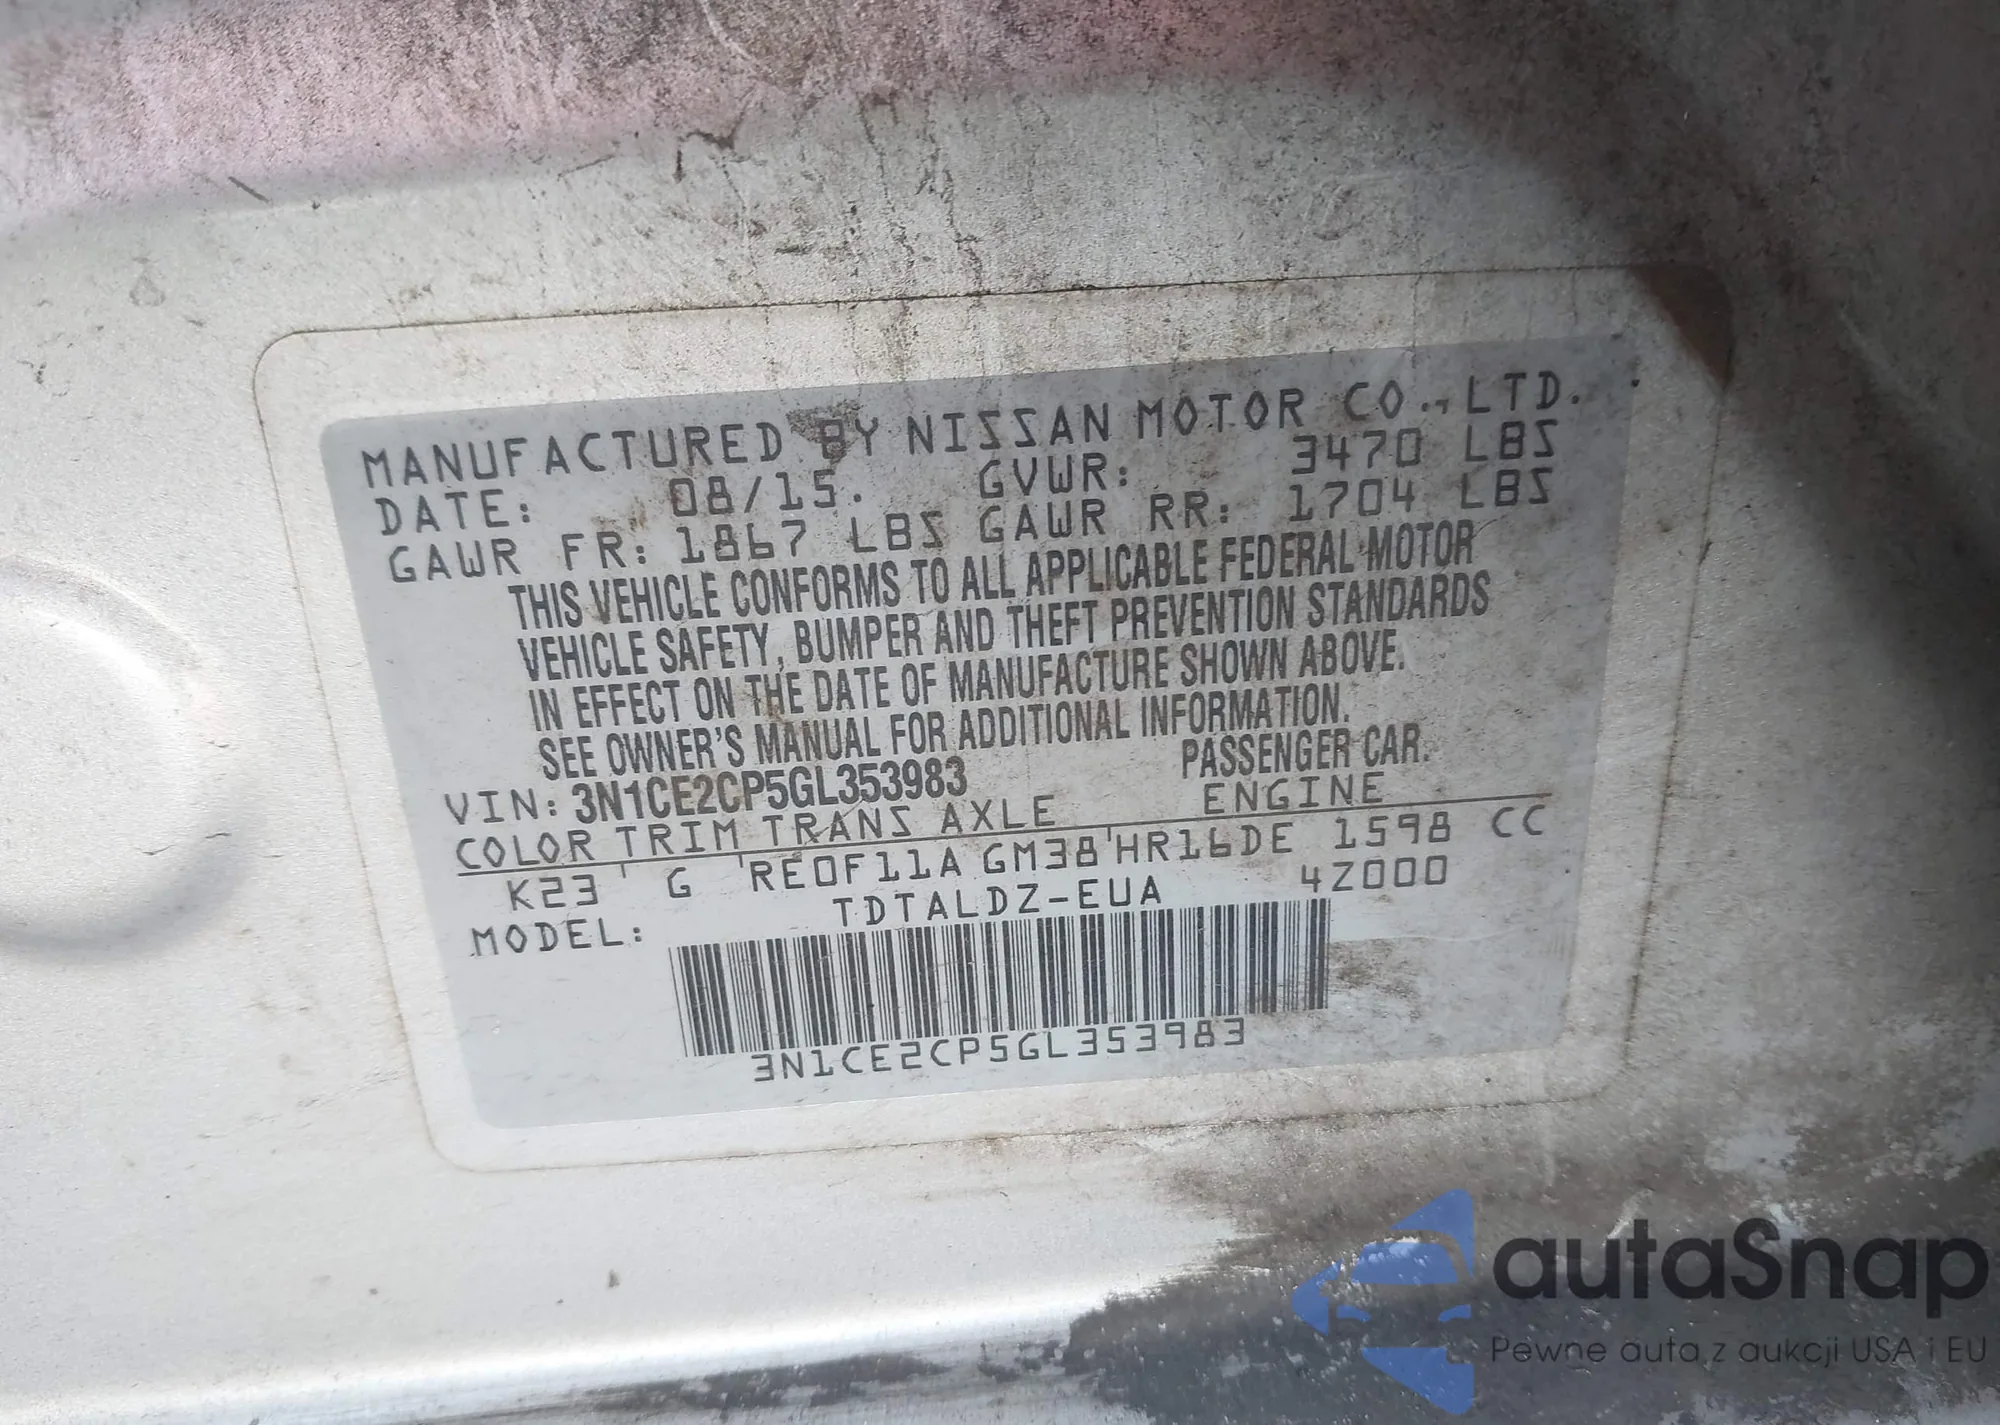 MANUFACTURED BY NISSAN MOTOR CO., LTD.
DATE: 08/15. GVWR: 3470 LBS
GAWR FR: 1867 LBS GAWR RR: 1704 LBS
THIS VEHICLE CONFORMS TO ALL APPLICABLE FEDERAL MOTOR
VEHICLE SAFETY, BUMPER AND THEFT PREVENTION STANDARDS
IN EFFECT ON THE DATE OF MANUFACTURE SHOWN ABOVE.
SEE OWNER'S MANUAL FOR ADDITIONAL INFORMATION.
VIN: 3N1CE2CP5GL353983 PASSENGER CAR.
COLOR TRIM TRANS AXLE ENGINE
K23 G RE0F11A GM38 HR16DE 1598 CC
MODEL: TDTALDZ-EUA 4Z000
3N1CE2CP5GL353983
autaSnap
Pewne auta z aukcji USA i EU